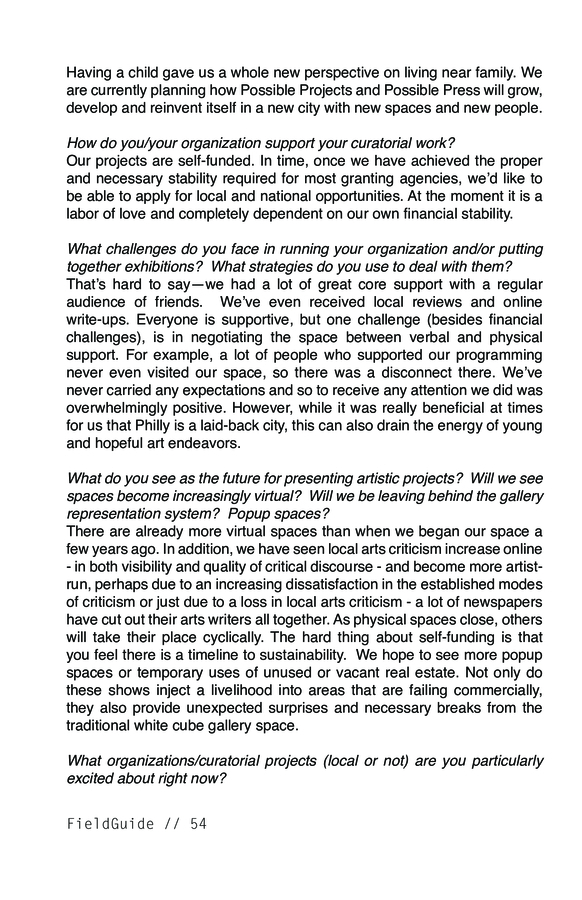 Having a child gave us a whole new perspective on living near family. We
are currently planning how Possible Projects and Possible Press will grow,
develop and reinvent itself in a new city with new spaces and new people.
How do you/your organization support your curatorial work?
Our projects are self-funded. In time, once we have achieved the proper
and necessary stability required for most granting agencies, we'd like to
be able to apply for local and national opportunities. At the moment it is a
labor of love and completely dependent on our own financial stability.
What challenges do you face in running your organization and/or putting
together exhibitions?  What strategies do you use to deal with them?
That's hard to say—we had a lot of great core support with a regular
audience of friends.  We've even received local reviews and online
write-ups. Everyone is supportive, but one challenge (besides financial
challenges), is in negotiating the space between verbal and physical
support. For example, a lot of people who supported our programming
never even visited our space, so there was a disconnect there. We've
never carried any expectations and so to receive any attention we did was
overwhelmingly positive. However, while it was really beneficial at times
for us that Philly is a laid-back city, this can also drain the energy of young
and hopeful art endeavors.
What do you see as the future for presenting artistic projects?  Will we see
spaces become increasingly virtual?  Will we be leaving behind the gallery
representation system?  Popup spaces?
There are already more virtual spaces than when we began our space a
few years ago. In addition, we have seen local arts criticism increase online
- in both visibility and quality of critical discourse - and become more artist-
run, perhaps due to an increasing dissatisfaction in the established modes
of criticism or just due to a loss in local arts criticism - a lot of newspapers
have cut out their arts writers all together. As physical spaces close, others
will take their place cyclically. The hard thing about self-funding is that
you feel there is a timeline to sustainability.  We hope to see more popup
spaces or temporary uses of unused or vacant real estate. Not only do
these shows inject a livelihood into areas that are failing commercially,
they also provide unexpected surprises and necessary breaks from the
traditional white cube gallery space.
What organizations/curatorial projects (local or not) are you particularly
excited about right now?
FieldGuide // 54